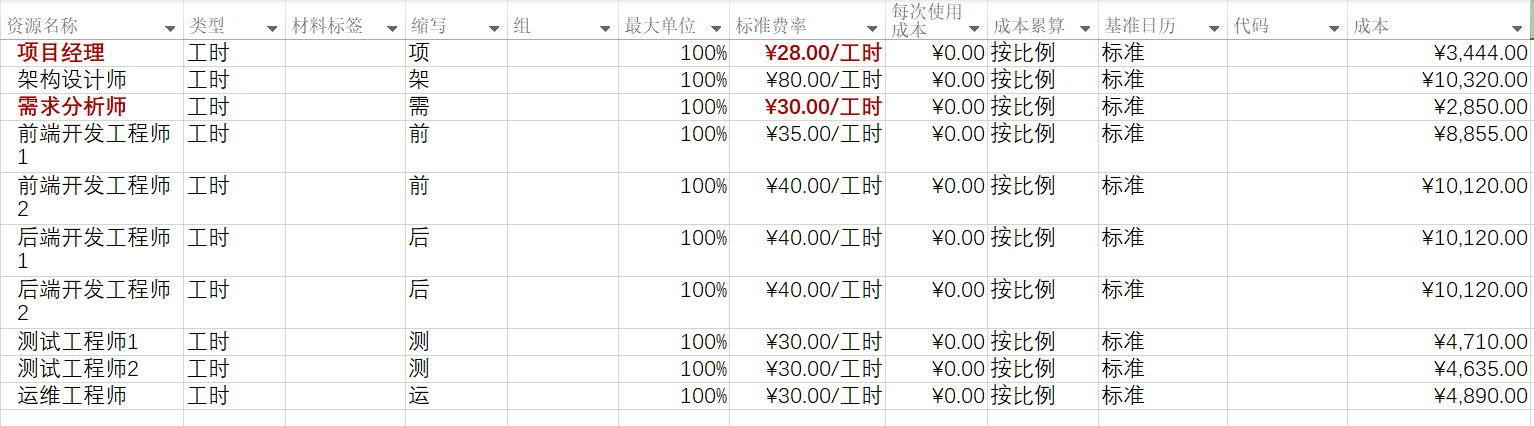 资源名称 类型 材料标签 缩写 组 最大单位 标准费率 每次使用成本 成本累算 基准日历 代码 成本
项目经理 工时 项 100% ¥28.00/工时 ¥0.00 按比例 标准 ¥3,444.00
架构设计师 工时 架 100% ¥80.00/工时 ¥0.00 按比例 标准 ¥10,320.00
需求分析师 工时 需 100% ¥30.00/工时 ¥0.00 按比例 标准 ¥2,850.00
前端开发工程师 工时 前 100% ¥35.00/工时 ¥0.00 按比例 标准 ¥8,855.00
1
前端开发工程师 工时 前 100% ¥40.00/工时 ¥0.00 按比例 标准 ¥10,120.00
2
后端开发工程师 工时 后 100% ¥40.00/工时 ¥0.00 按比例 标准 ¥10,120.00
1
后端开发工程师 工时 后 100% ¥40.00/工时 ¥0.00 按比例 标准 ¥10,120.00
2
测试工程师1 工时 测 100% ¥30.00/工时 ¥0.00 按比例 标准 ¥4,710.00
测试工程师2 工时 测 100% ¥30.00/工时 ¥0.00 按比例 标准 ¥4,635.00
运维工程师 工时 运 100% ¥30.00/工时 ¥0.00 按比例 标准 ¥4,890.00